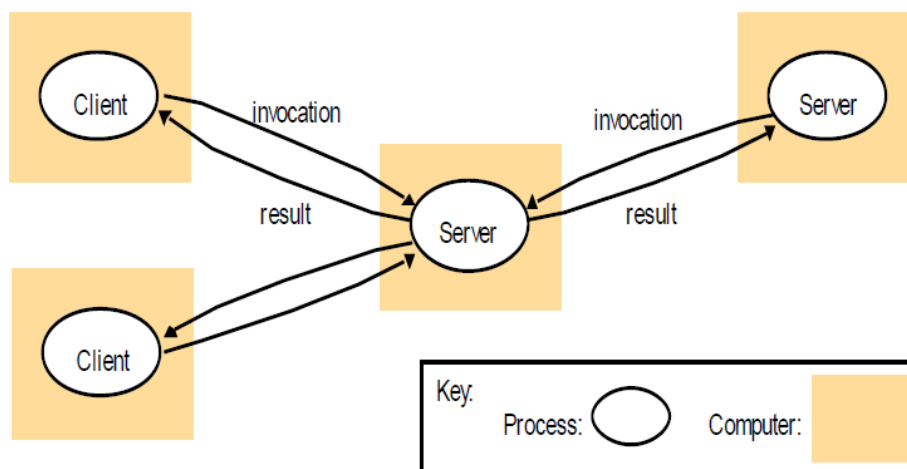 Client
invocation
result
Server
invocation
result
Server
Client
Key:
Process:
Computer: